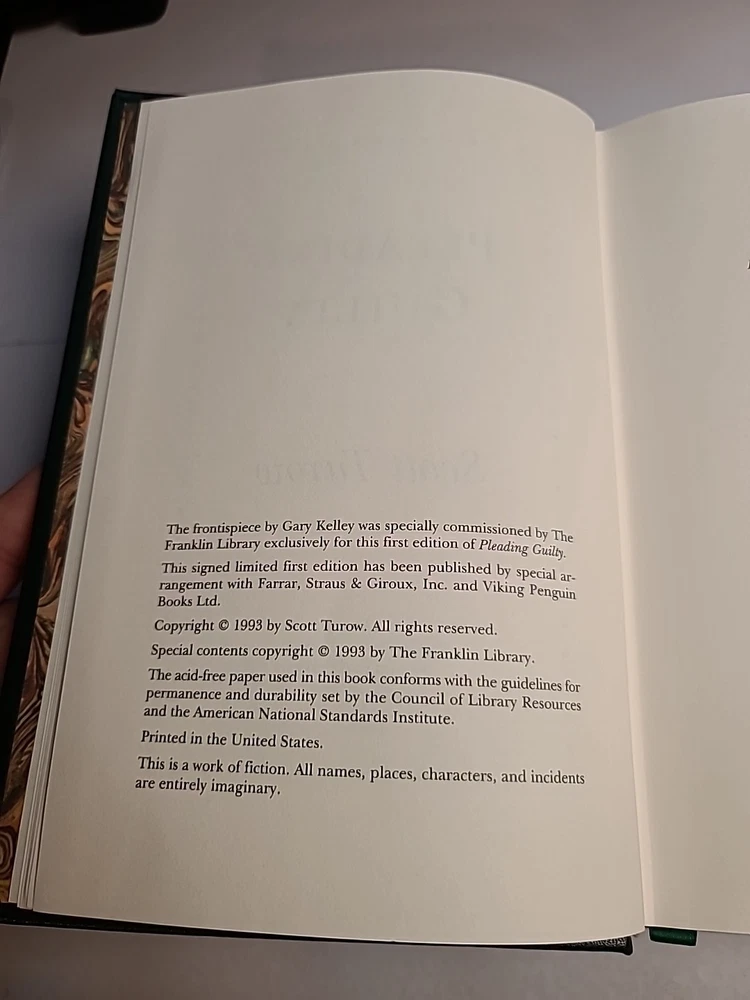 The frontispiece by Gary Kelley was specially commissioned by The
Franklin Library exclusively for this first edition of Pleading Guilty.
This signed limited first edition has been published by special ar-
rangement with Farrar, Straus & Giroux, Inc. and Viking Penguin
Books Ltd.
Copyright © 1993 by Scott Turow. All rights reserved.
Special contents copyright © 1993 by The Franklin Library.
The acid-free paper used in this book conforms with the guidelines for
permanence and durability set by the Council of Library Resources
and the American National Standards Institute.
Printed in the United States.
This is a work of fiction. All names, places, characters, and incidents
are entirely imaginary.